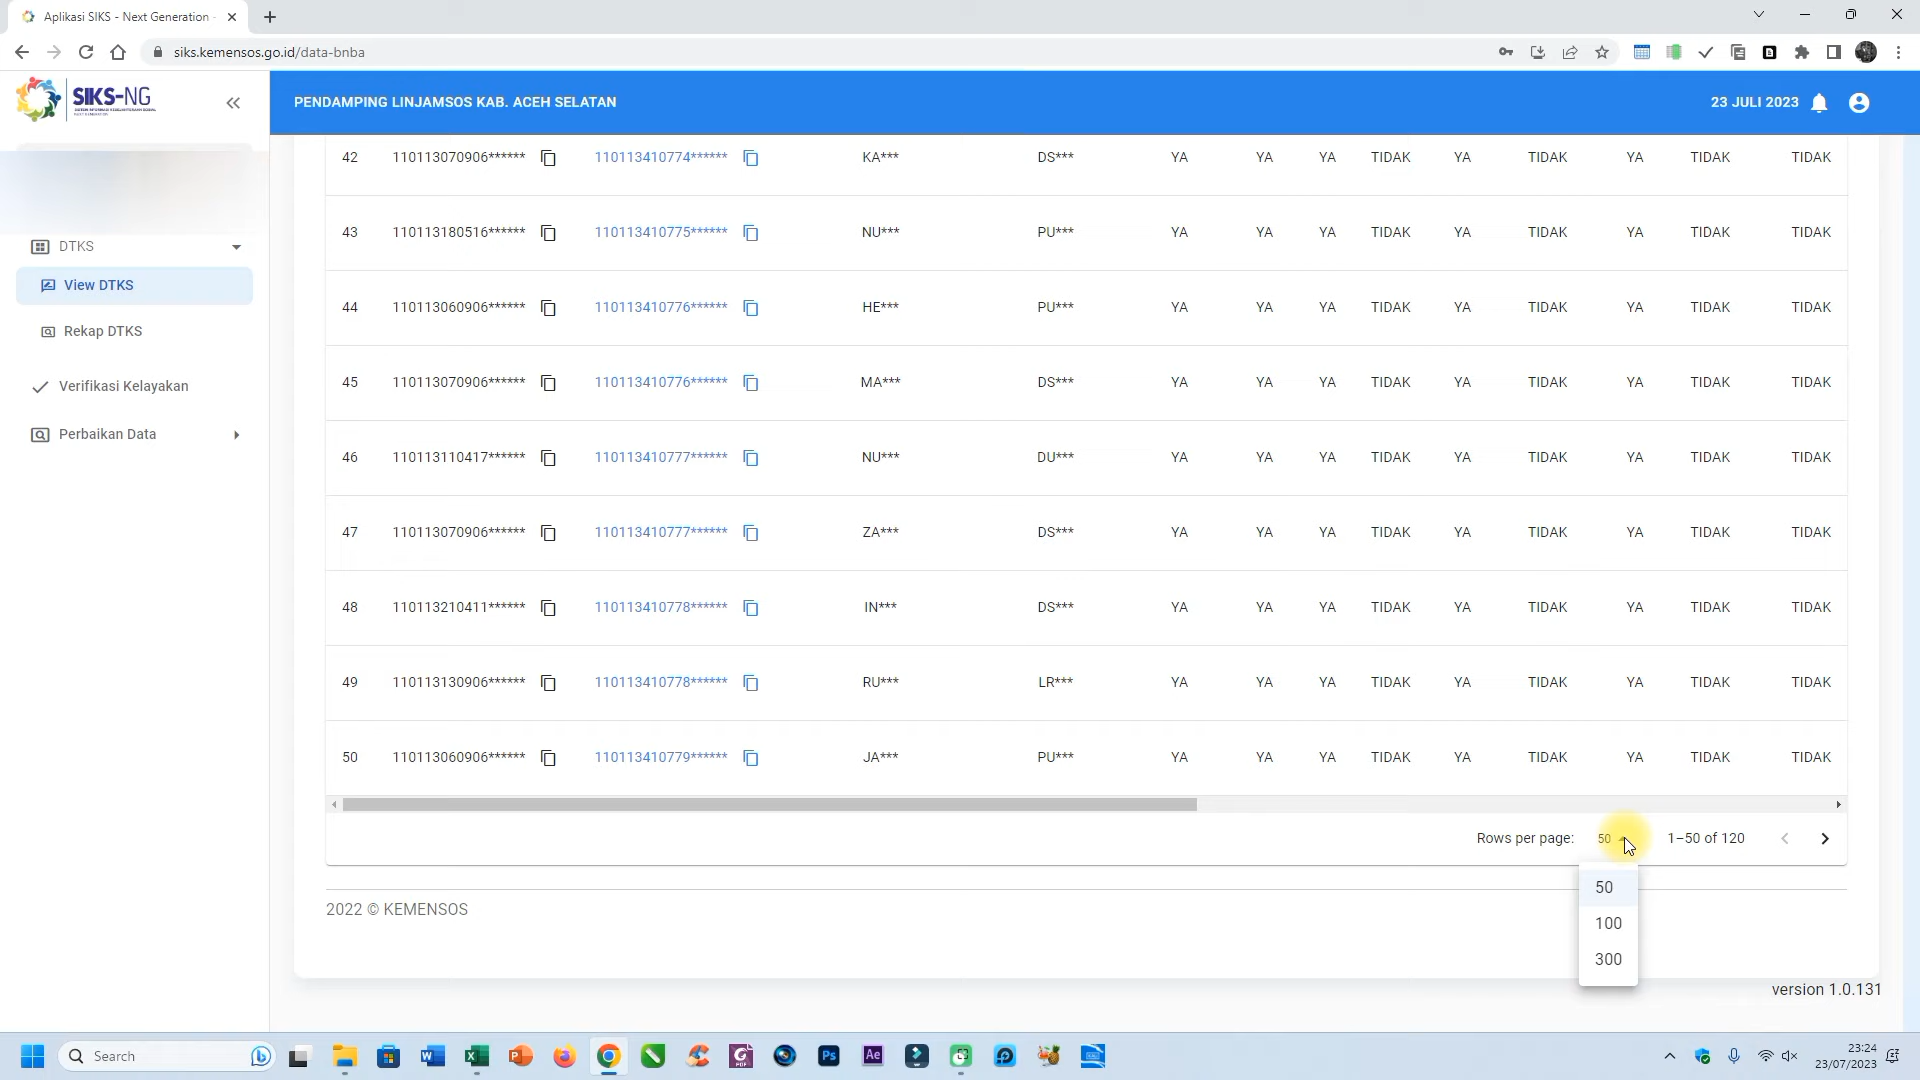 Aplikasi SIKS - Next Generation -
siks.kemensos.go.id/data-bnba
SIKS-NG
PENDAMPING LINJAMSOS KAB. ACEH SELATAN
23 JULI 2023
DTKS
View DTKS
Rekap DTKS
Verifikasi Kelayakan
Perbaikan Data
42 110113070906****** 110113410774****** KA*** DS*** YA YA YA TIDAK YA TIDAK YA TIDAK TIDAK
43 110113180516****** 110113410775****** NU*** PU*** YA YA YA TIDAK YA TIDAK YA TIDAK TIDAK
44 110113060906****** 110113410776****** HE*** PU*** YA YA YA TIDAK YA TIDAK YA TIDAK TIDAK
45 110113070906****** 110113410776****** MA*** DS*** YA YA YA TIDAK YA TIDAK YA TIDAK TIDAK
46 110113110417****** 110113410777****** NU*** DU*** YA YA YA TIDAK YA TIDAK YA TIDAK TIDAK
47 110113070906****** 110113410777****** ZA*** DS*** YA YA YA TIDAK YA TIDAK YA TIDAK TIDAK
48 110113210411****** 110113410778****** IN*** DS*** YA YA YA TIDAK YA TIDAK YA TIDAK TIDAK
49 110113130906****** 110113410778****** RU*** LR*** YA YA YA TIDAK YA TIDAK YA TIDAK TIDAK
50 110113060906****** 110113410779****** JA*** PU*** YA YA YA TIDAK YA TIDAK YA TIDAK TIDAK
Rows per page: 50 1–50 of 120
50
100
300
2022 © KEMENSOS
version 1.0.131
Search
Ps
Ae
23:24
23/07/2023